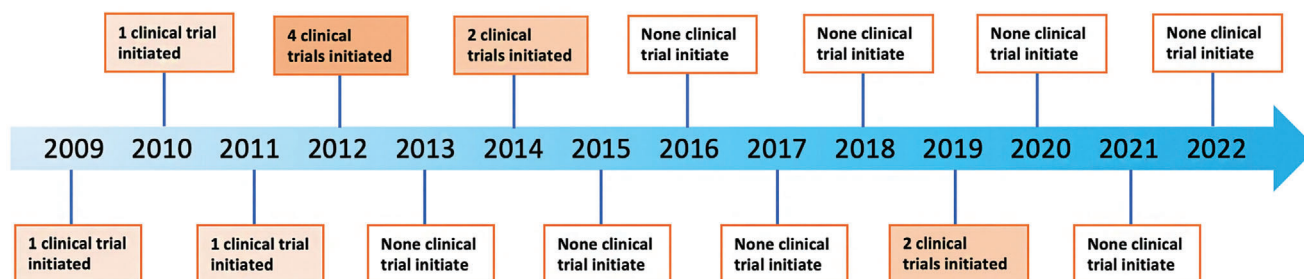 1 clinical trial
initiated
4 clinical
trials initiated
2 clinical
trials initiated
None clinical
trial initiate
None clinical
trial initiate
None clinical
trial initiate
None clinical
trial initiate
2009 2010 2011 2012 2013 2014 2015 2016 2017 2018 2019 2020 2021 2022
1 clinical trial
initiated
1 clinical trial
initiated
None clinical
trial initiate
None clinical
trial initiate
None clinical
trial initiate
2 clinical
trials initiated
None clinical
trial initiate